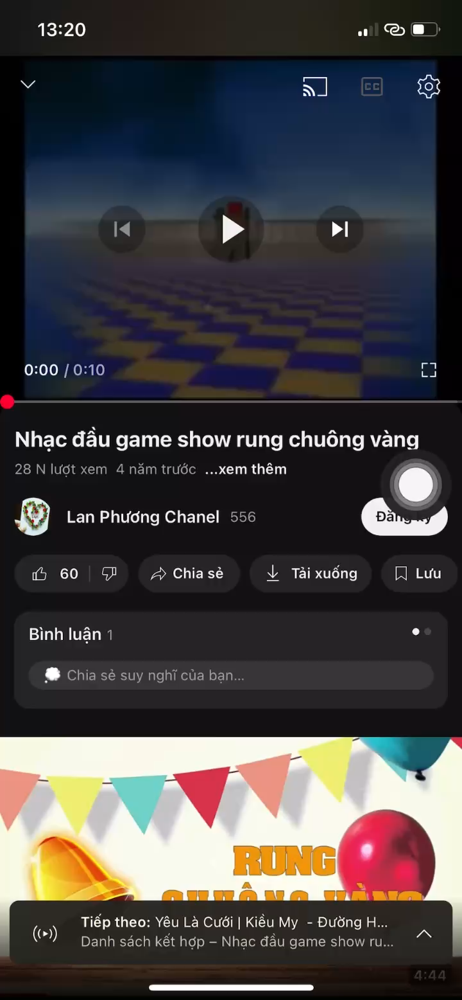 13:20
CC
0:00 / 0:10
Nhạc đầu game show rung chuông vàng
28 N lượt xem 4 năm trước ...xem thêm
Lan Phương Chanel 556
Đăng ký
60
Chia sẻ
Tải xuống
Lưu
Bình luận 1
Chia sẻ suy nghĩ của bạn...
RUNG
CHUÔNG VÀNG
Tiếp theo: Yêu Là Cưới | Kiều My - Đường H...
Danh sách kết hợp – Nhạc đầu game show ru...
4:44